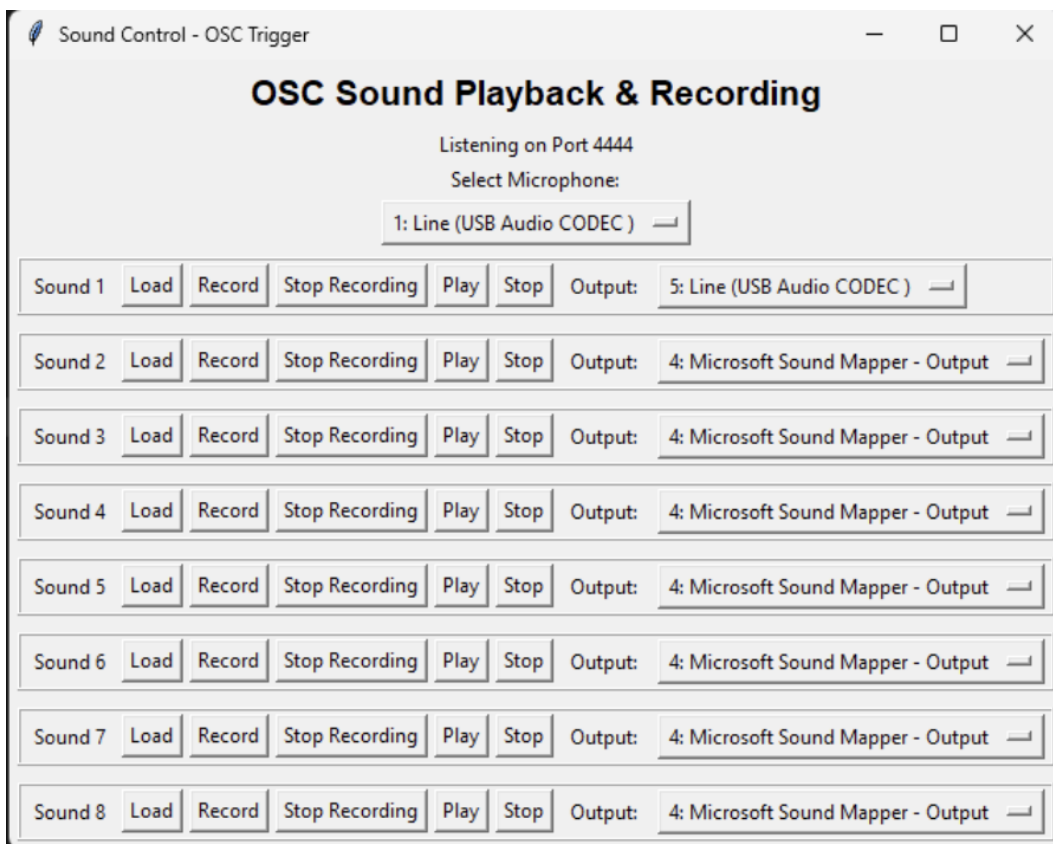 Sound Control - OSC Trigger
OSC Sound Playback & Recording
Listening on Port 4444
Select Microphone:
1: Line (USB Audio CODEC )
Sound 1 Load Record Stop Recording Play Stop Output: 5: Line (USB Audio CODEC )
Sound 2 Load Record Stop Recording Play Stop Output: 4: Microsoft Sound Mapper - Output
Sound 3 Load Record Stop Recording Play Stop Output: 4: Microsoft Sound Mapper - Output
Sound 4 Load Record Stop Recording Play Stop Output: 4: Microsoft Sound Mapper - Output
Sound 5 Load Record Stop Recording Play Stop Output: 4: Microsoft Sound Mapper - Output
Sound 6 Load Record Stop Recording Play Stop Output: 4: Microsoft Sound Mapper - Output
Sound 7 Load Record Stop Recording Play Stop Output: 4: Microsoft Sound Mapper - Output
Sound 8 Load Record Stop Recording Play Stop Output: 4: Microsoft Sound Mapper - Output